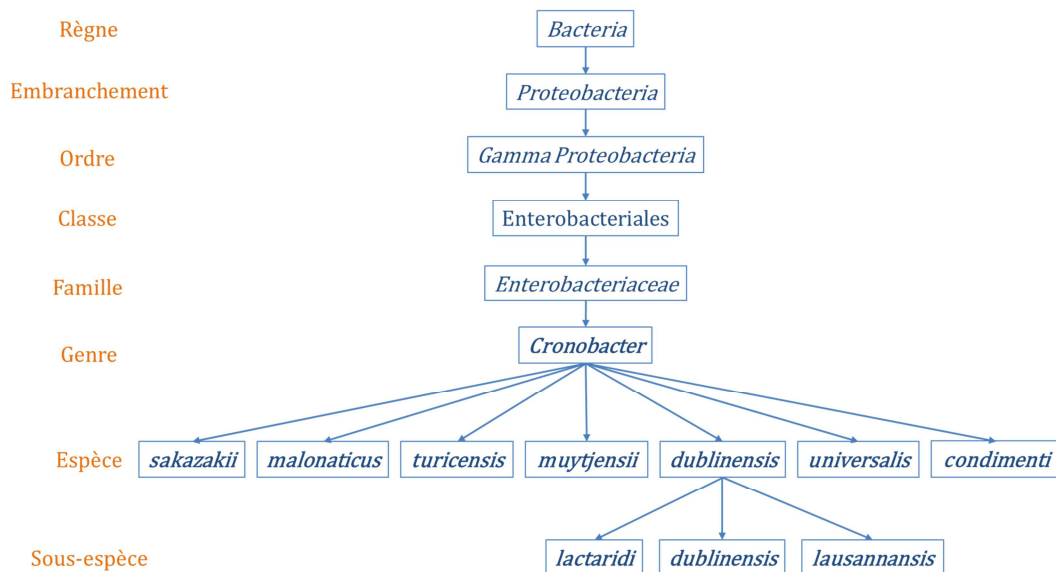 Règne Bacteria
Embranchement Proteobacteria
Ordre Gamma Proteobacteria
Classe Enterobacteriales
Famille Enterobacteriaceae
Genre Cronobacter
Espèce sakazakii malonaticus turicensis muytjensii dublinensis universalis condimenti
Sous-espèce lactaridi dublinensis lausannansis